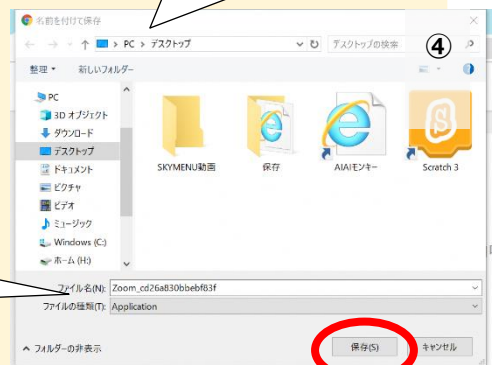 名前を付けて保存
PC > デスクトップ
デスクトップの検索
④
整理
新しいフォルダー
PC
3D オブジェクト
ダウンロード
デスクトップ
ドキュメント
ピクチャ
ビデオ
ミュージック
Windows (C:)
ホーム (H:)
SKYMENU動画
保存
AIAIモンキー
Scratch 3
ファイル名(N): Zoom_cd26a830bbebf83f
ファイルの種類(T): Application
フォルダーの非表示
保存(S)
キャンセル